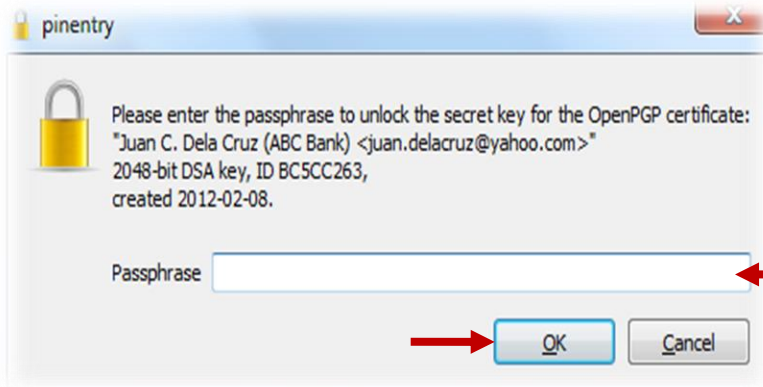 pinentry
X
Please enter the passphrase to unlock the secret key for the OpenPGP certificate:
"Juan C. Dela Cruz (ABC Bank) <juan.delacruz@yahoo.com>"
2048-bit DSA key, ID BC5CC263,
created 2012-02-08.
Passphrase
OK Cancel